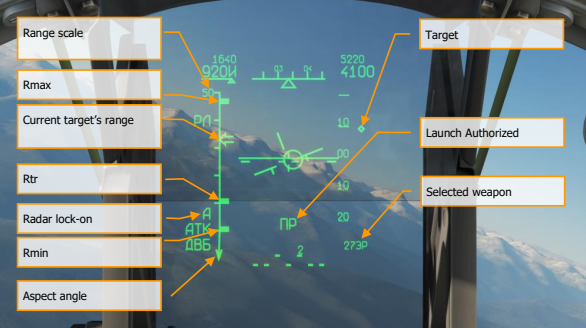 Range scale
Target
1640
920И
03 04
5220
4100
Rmax
50
РЛ
Current target's range
10
Launch Authorized
00
Rtr
10
Selected weapon
Radar lock-on
А
20
ПР
АТК
Rmin
ДВБ
2
273Р
Aspect angle